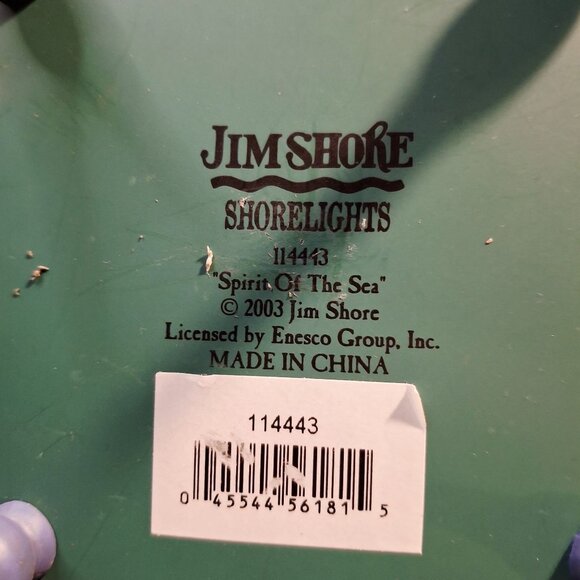 JIM SHORE
SHORELIGHTS
114443
"Spirit Of The Sea"
© 2003 Jim Shore
Licensed by Enesco Group, Inc.
MADE IN CHINA
114443
0 45544 56181 5